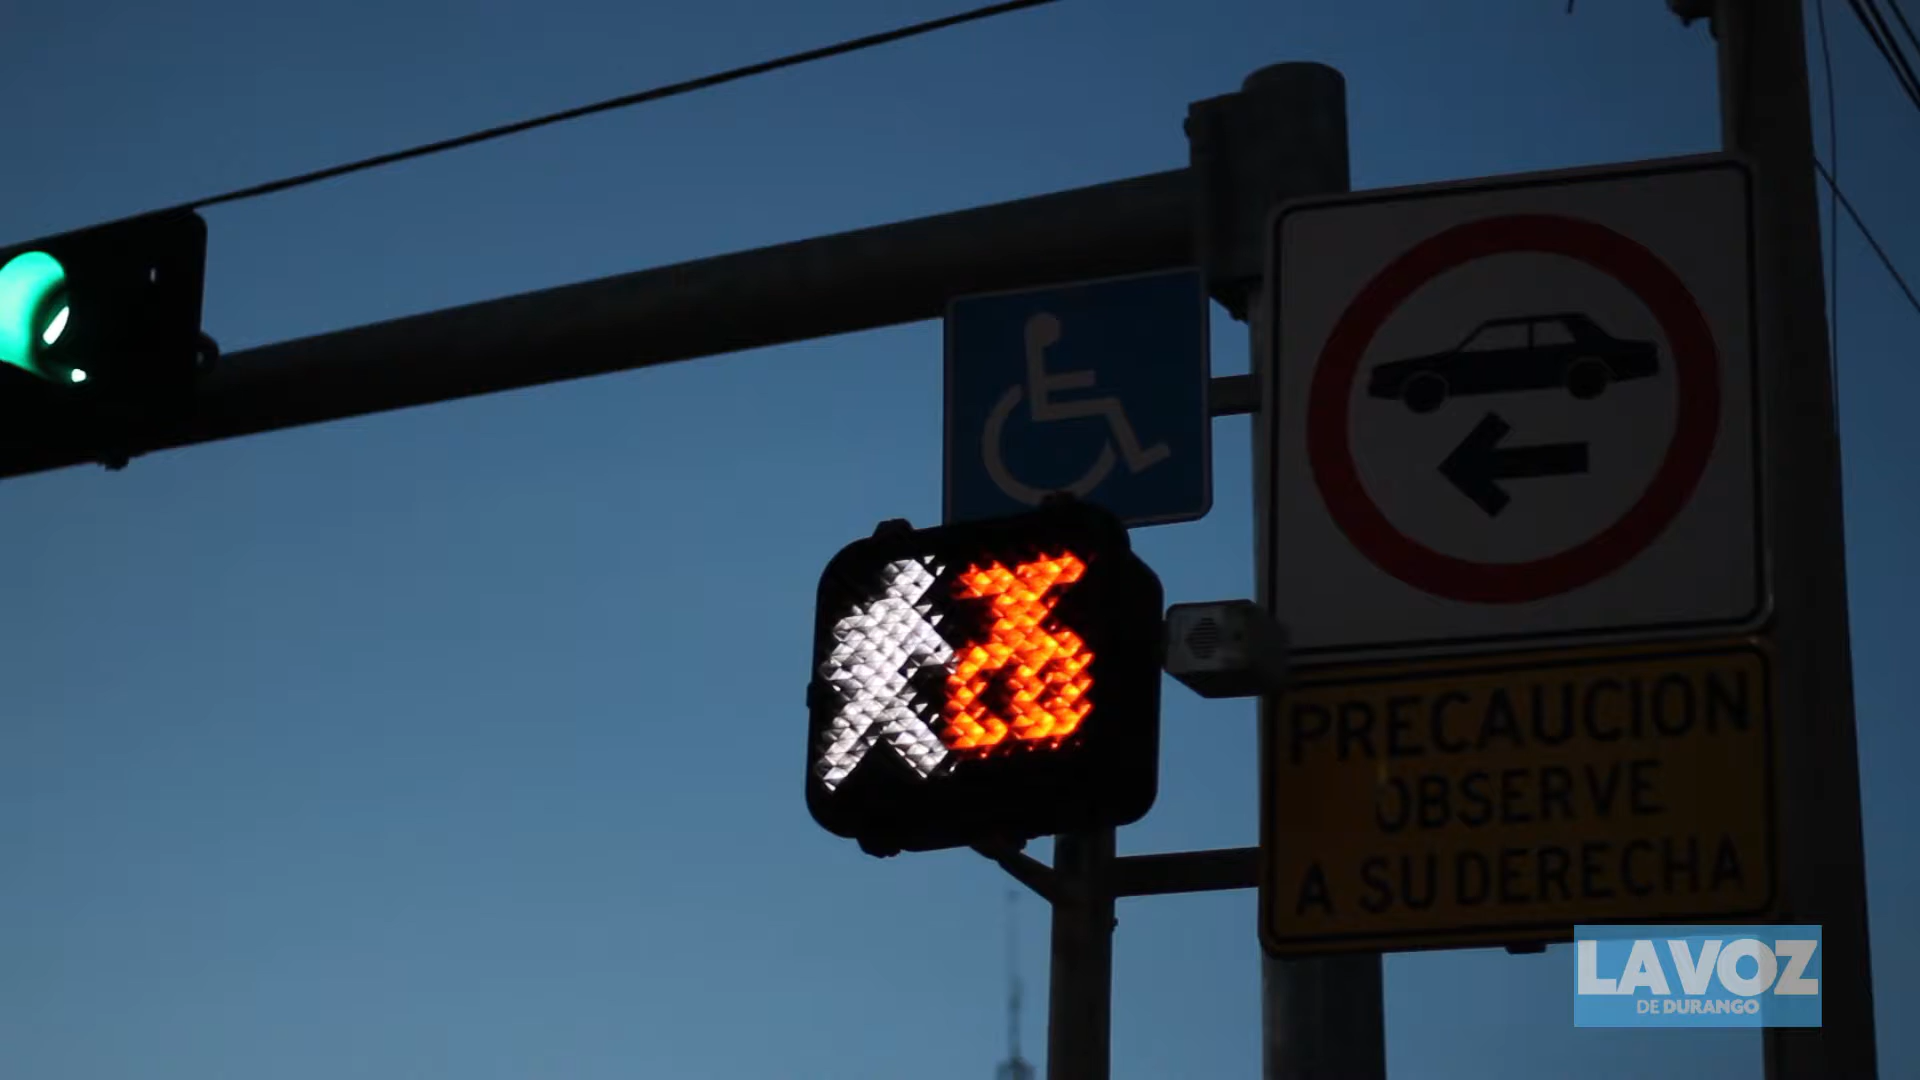 PRECAUCION
OBSERVE
A SU DERECHA
LAVOZ
DE DURANGO